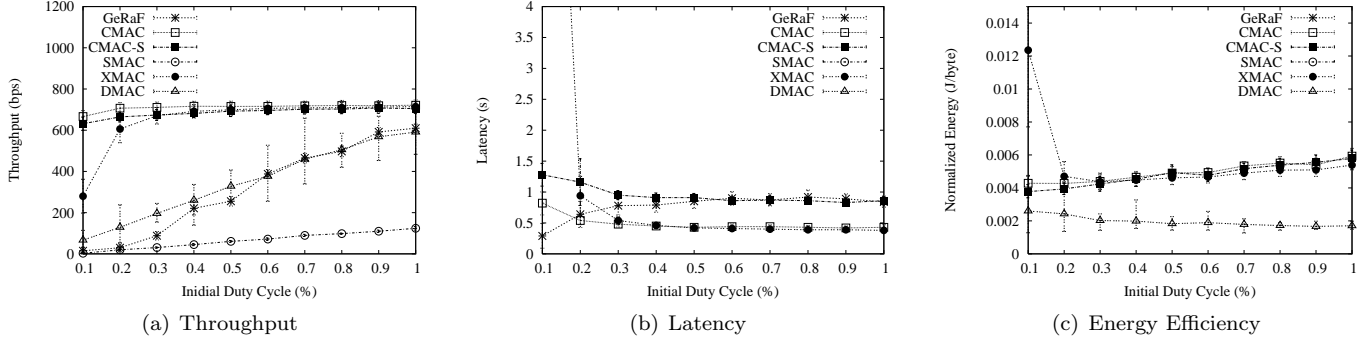 1200
1000
800
600
400
200
0
0.1 0.2 0.3 0.4 0.5 0.6 0.7 0.8 0.9 1
Throughput (bps)
Inidial Duty Cycle (%)
GeRaF
CMAC
CMAC-S
SMAC
XMAC
DMAC
(a) Throughput
4
3.5
3
2.5
2
1.5
1
0.5
0
0.1 0.2 0.3 0.4 0.5 0.6 0.7 0.8 0.9 1
Latency (s)
Initial Duty Cycle (%)
GeRaF
CMAC
CMAC-S
SMAC
XMAC
DMAC
(b) Latency
0.014
0.012
0.01
0.008
0.006
0.004
0.002
0
0.1 0.2 0.3 0.4 0.5 0.6 0.7 0.8 0.9 1
Normalized Energy (J/byte)
Initial Duty Cycle (%)
GeRaF
CMAC
CMAC-S
SMAC
XMAC
DMAC
(c) Energy Efficiency